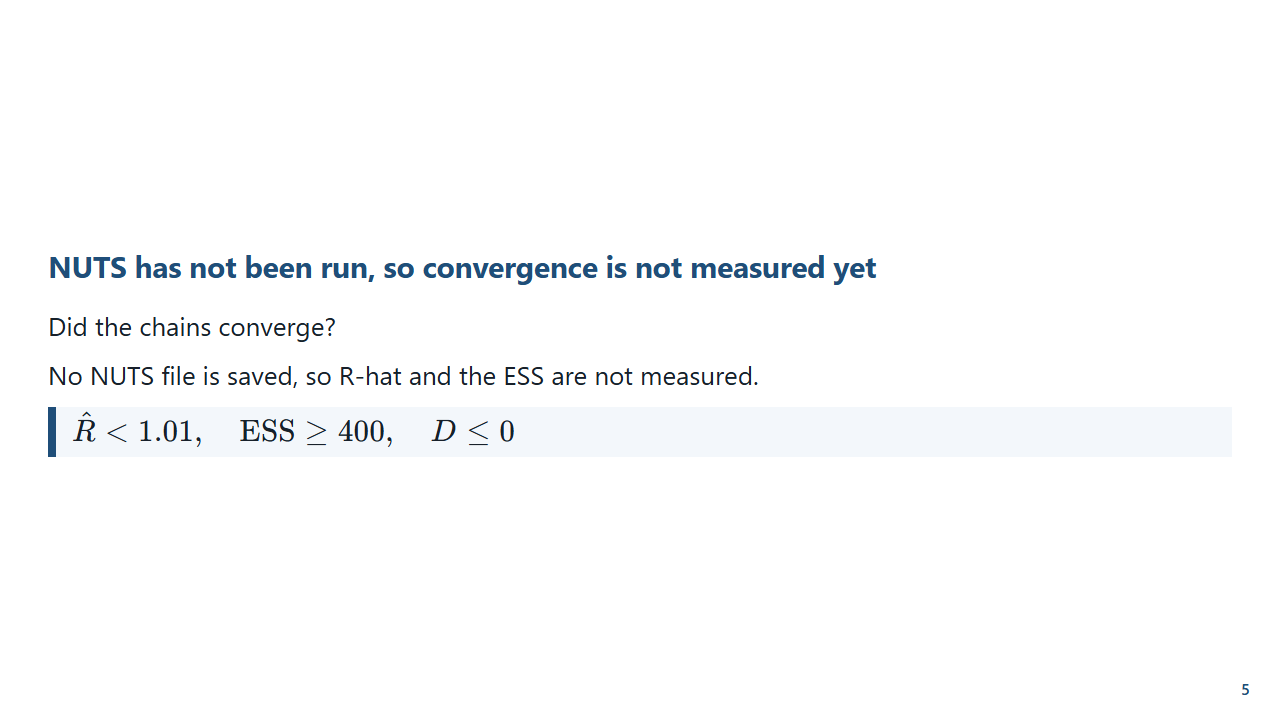 NUTS has not been run, so convergence is not measured yet
Did the chains converge?
No NUTS file is saved, so R-hat and the ESS are not measured.
R̂ < 1.01, ESS ≥ 400, D ≤ 0
5